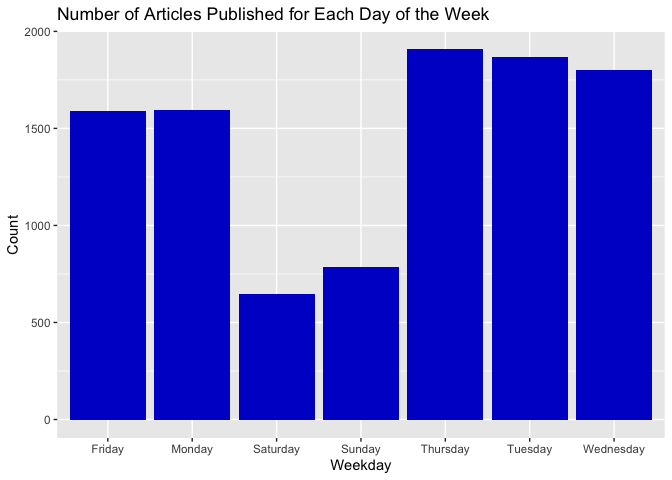 Number of Articles Published for Each Day of the Week
Count
2000
1500
1000
500
0
Friday Monday Saturday Sunday Thursday Tuesday Wednesday
Weekday